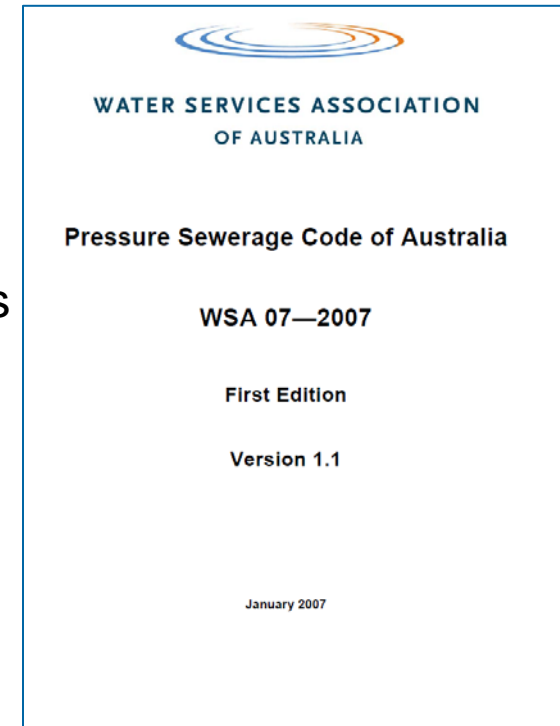 WATER SERVICES ASSOCIATION
OF AUSTRALIA
Pressure Sewerage Code of Australia
s
WSA 07—2007
First Edition
Version 1.1
January 2007